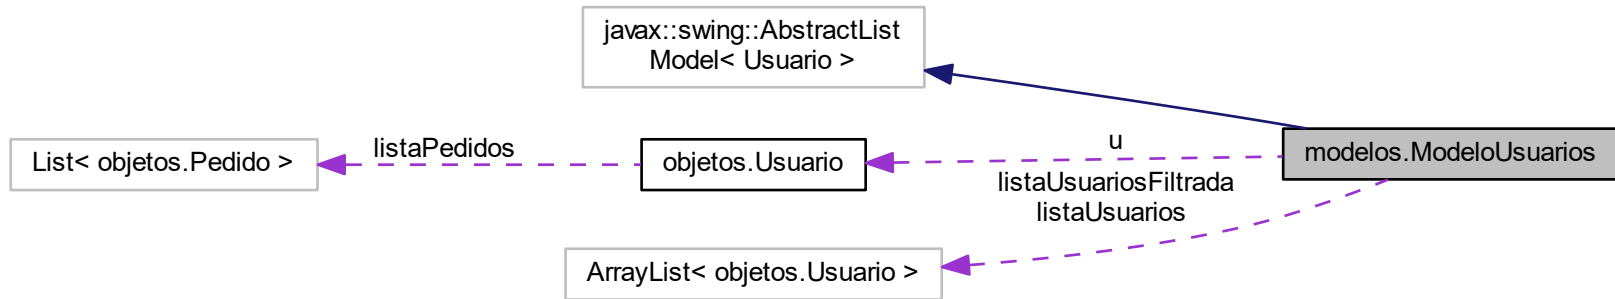 javax::swing::AbstractList
Model< Usuario >
List< objetos.Pedido >
listaPedidos
objetos.Usuario
u
modelos.ModeloUsuarios
listaUsuariosFiltrada
listaUsuarios
ArrayList< objetos.Usuario >